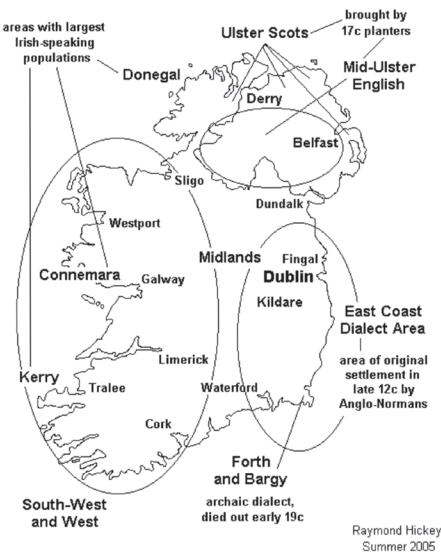 areas with largest
Irish-speaking
populations
Ulster Scots
brought by
17c planters
Donegal
Mid-Ulster
English
Derry
Belfast
Sligo
Dundalk
Westport
Midlands
Fingal
Dublin
Connemara
Galway
Kildare
East Coast
Dialect Area
area of original
settlement in
late 12c by
Anglo-Normans
Limerick
Kerry
Tralee
Waterford
Cork
Forth
and Bargy
archaic dialect,
died out early 19c
South-West
and West
Raymond Hickey
Summer 2005